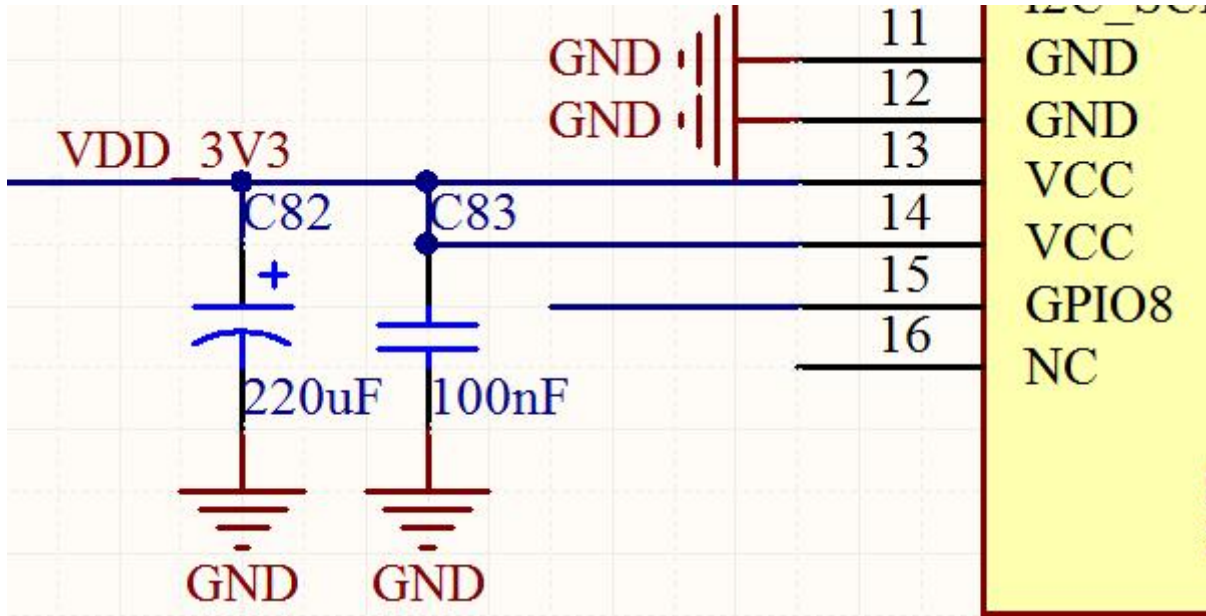 11
GND GND
12
GND GND
VDD_3V3 13
VCC
C82 C83 14
VCC
15
+
GPIO8
16
NC
220uF 100nF
GND GND